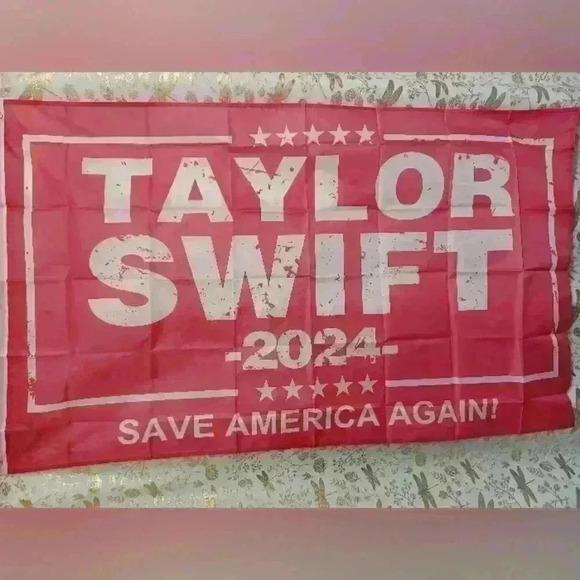 TAYLOR
SWIFT
-2024-
SAVE AMERICA AGAIN!